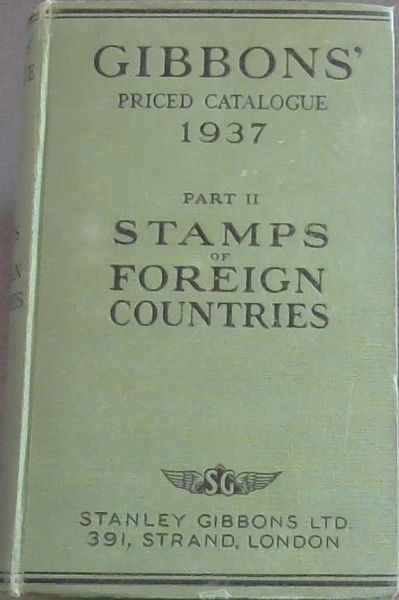 GIBBONS'
PRICED CATALOGUE
1937
PART II
STAMPS
OF
FOREIGN
COUNTRIES
SG
STANLEY GIBBONS LTD.
391, STRAND, LONDON